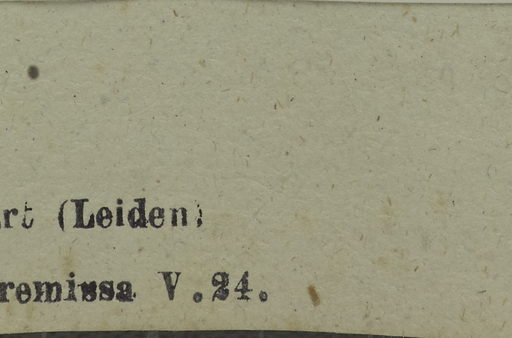 rt (Leiden)
remissa V.24.